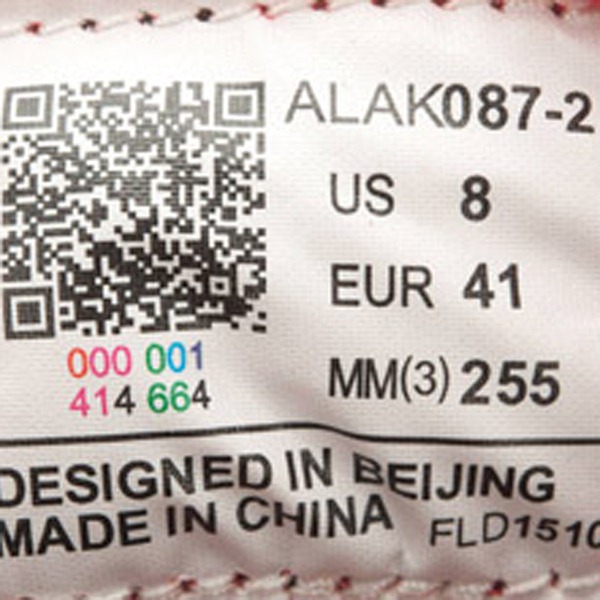 ALAK087-2
US 8
EUR 41
MM(3) 255
000 001
414 664
DESIGNED IN BEIJING
MADE IN CHINA FLD1510